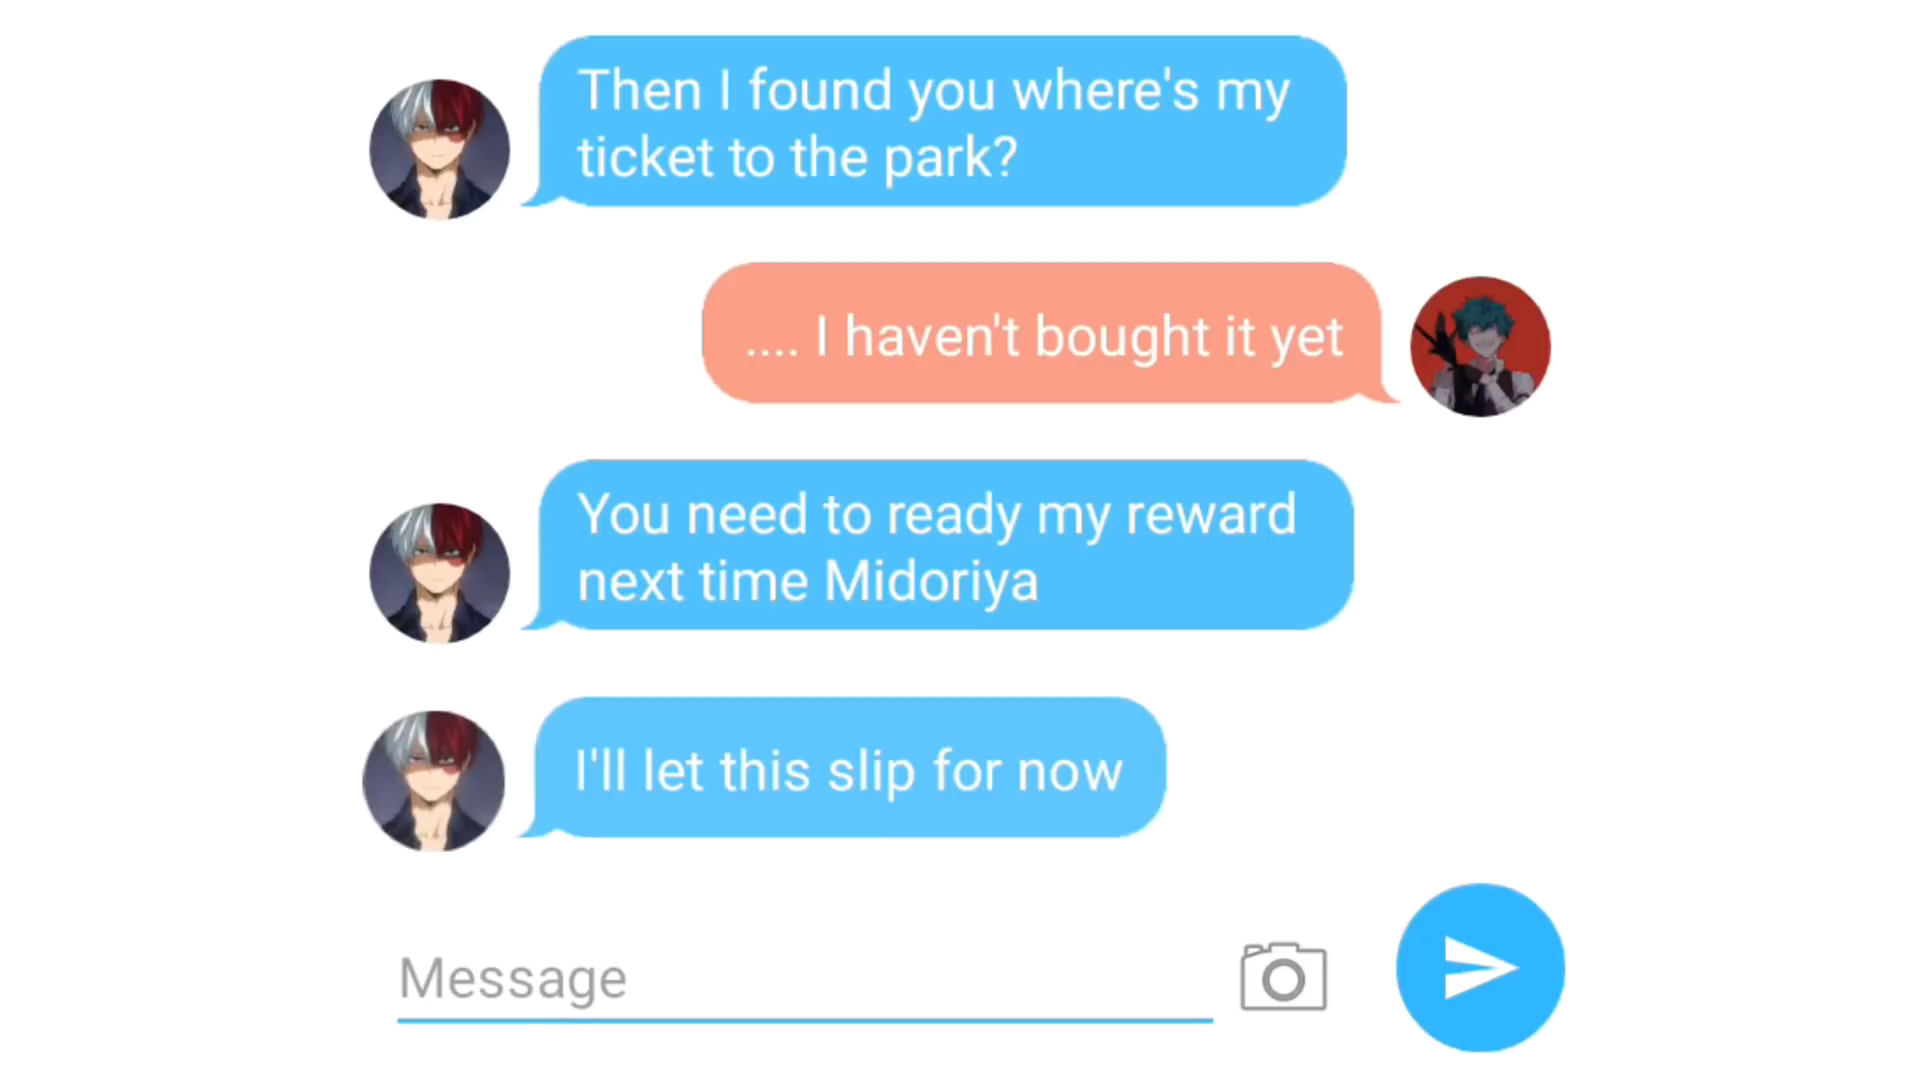 Then I found you where's my
ticket to the park?
.... I haven't bought it yet
You need to ready my reward
next time Midoriya
I'll let this slip for now
Message